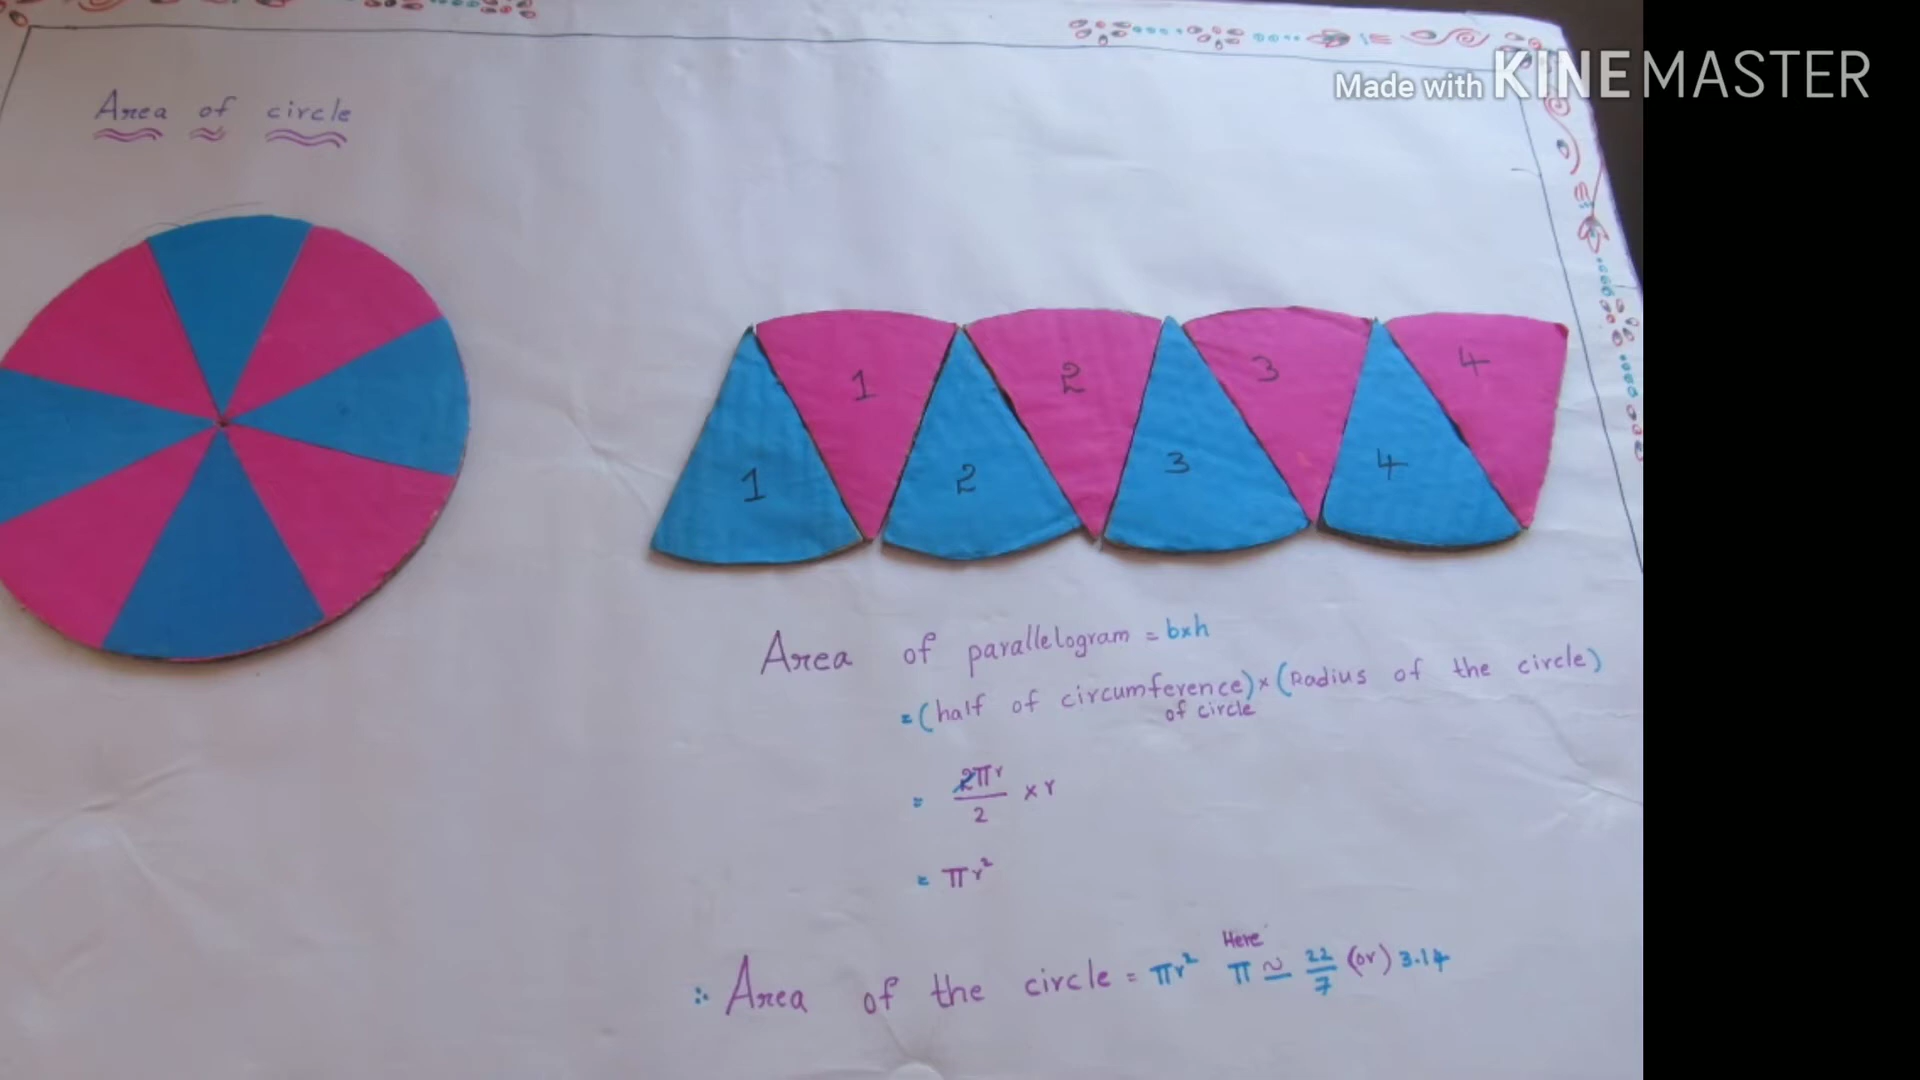 Made with KINEMASTER
Area of circle
1 2 3 4
1 2 3 4
Area of parallelogram = b×h
= (half of circumference) × (Radius of the circle)
of circle
= 2πr/2 × r
= πr²
Here
∴ Area of the circle = πr² π ≃ 22/7 (or) 3.14